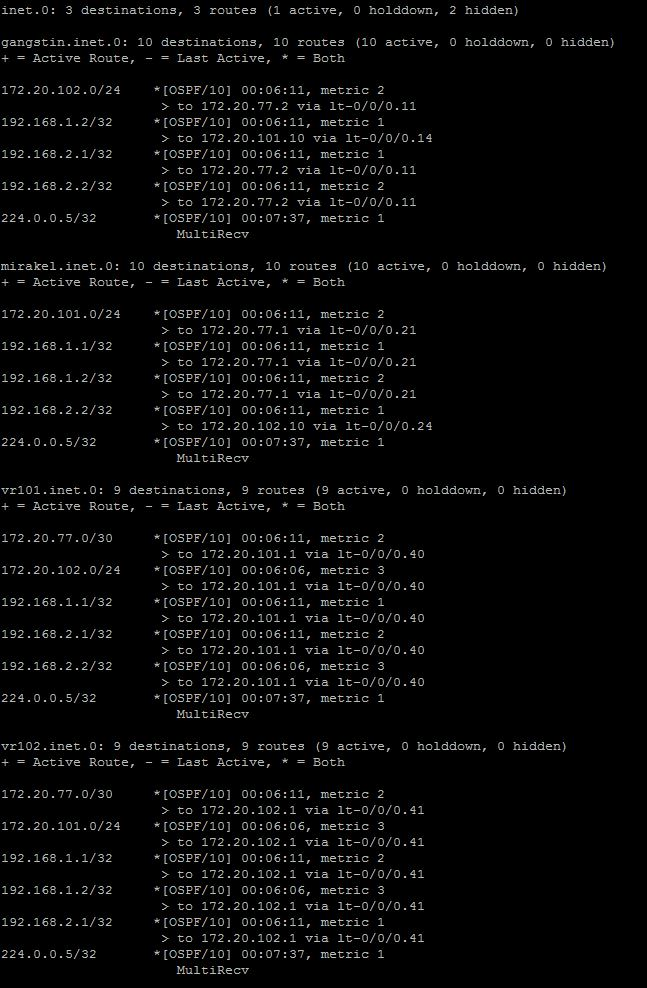 inet.0: 3 destinations, 3 routes (1 active, 0 holddown, 2 hidden)
gangstin.inet.0: 10 destinations, 10 routes (10 active, 0 holddown, 0 hidden)
+ = Active Route, - = Last Active, * = Both
172.20.102.0/24    *[OSPF/10] 00:06:11, metric 2
                    > to 172.20.77.2 via lt-0/0/0.11
192.168.1.2/32     *[OSPF/10] 00:06:11, metric 1
                    > to 172.20.101.10 via lt-0/0/0.14
192.168.2.1/32     *[OSPF/10] 00:06:11, metric 1
                    > to 172.20.77.2 via lt-0/0/0.11
192.168.2.2/32     *[OSPF/10] 00:06:11, metric 2
                    > to 172.20.77.2 via lt-0/0/0.11
224.0.0.5/32       *[OSPF/10] 00:07:37, metric 1
                      MultiRecv
mirakel.inet.0: 10 destinations, 10 routes (10 active, 0 holddown, 0 hidden)
+ = Active Route, - = Last Active, * = Both
172.20.101.0/24    *[OSPF/10] 00:06:11, metric 2
                    > to 172.20.77.1 via lt-0/0/0.21
192.168.1.1/32     *[OSPF/10] 00:06:11, metric 1
                    > to 172.20.77.1 via lt-0/0/0.21
192.168.1.2/32     *[OSPF/10] 00:06:11, metric 2
                    > to 172.20.77.1 via lt-0/0/0.21
192.168.2.2/32     *[OSPF/10] 00:06:11, metric 1
                    > to 172.20.102.10 via lt-0/0/0.24
224.0.0.5/32       *[OSPF/10] 00:07:37, metric 1
                      MultiRecv
vr101.inet.0: 9 destinations, 9 routes (9 active, 0 holddown, 0 hidden)
+ = Active Route, - = Last Active, * = Both
172.20.77.0/30     *[OSPF/10] 00:06:11, metric 2
                    > to 172.20.101.1 via lt-0/0/0.40
172.20.102.0/24    *[OSPF/10] 00:06:06, metric 3
                    > to 172.20.101.1 via lt-0/0/0.40
192.168.1.1/32     *[OSPF/10] 00:06:11, metric 1
                    > to 172.20.101.1 via lt-0/0/0.40
192.168.2.1/32     *[OSPF/10] 00:06:11, metric 2
                    > to 172.20.101.1 via lt-0/0/0.40
192.168.2.2/32     *[OSPF/10] 00:06:06, metric 3
                    > to 172.20.101.1 via lt-0/0/0.40
224.0.0.5/32       *[OSPF/10] 00:07:37, metric 1
                      MultiRecv
vr102.inet.0: 9 destinations, 9 routes (9 active, 0 holddown, 0 hidden)
+ = Active Route, - = Last Active, * = Both
172.20.77.0/30     *[OSPF/10] 00:06:11, metric 2
                    > to 172.20.102.1 via lt-0/0/0.41
172.20.101.0/24    *[OSPF/10] 00:06:06, metric 3
                    > to 172.20.102.1 via lt-0/0/0.41
192.168.1.1/32     *[OSPF/10] 00:06:11, metric 2
                    > to 172.20.102.1 via lt-0/0/0.41
192.168.1.2/32     *[OSPF/10] 00:06:06, metric 3
                    > to 172.20.102.1 via lt-0/0/0.41
192.168.2.1/32     *[OSPF/10] 00:06:11, metric 1
                    > to 172.20.102.1 via lt-0/0/0.41
224.0.0.5/32       *[OSPF/10] 00:07:37, metric 1
                      MultiRecv